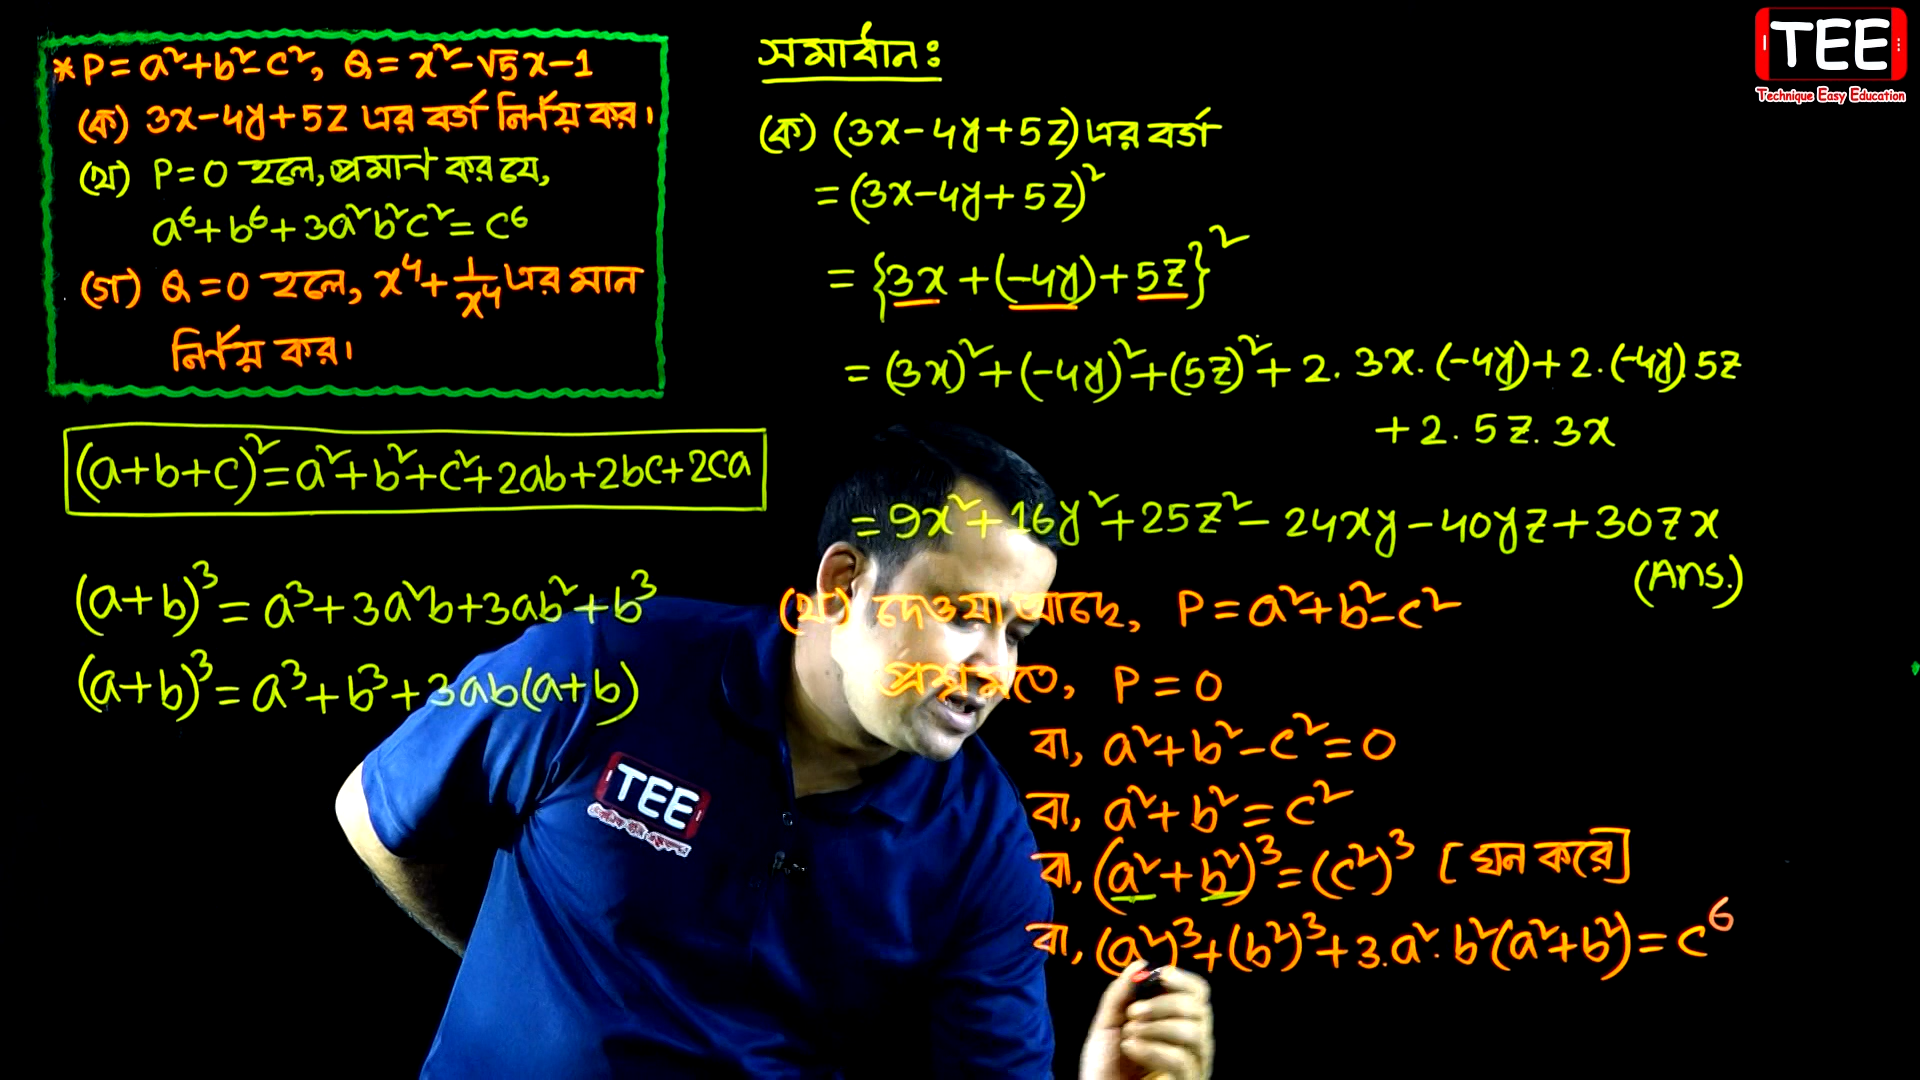 * P = a² + b² - c², Q = x² - √5 x - 1
(ক) 3x - 4y + 5z এর বর্গ নির্ণয় কর।
(খ) P = 0 হলে, প্রমান কর যে,
a⁶ + b⁶ + 3a²b²c² = c⁶
(গ) Q = 0 হলে, x⁴ + 1/x⁴ এর মান
নির্ণয় কর।
(a+b+c)² = a² + b² + c² + 2ab + 2bc + 2ca
(a+b)³ = a³ + 3a²b + 3ab² + b³
(a+b)³ = a³ + b³ + 3ab(a+b)
সমাধানঃ
(ক) (3x - 4y + 5z) এর বর্গ
= (3x - 4y + 5z)²
= {3x + (-4y) + 5z}²
= (3x)² + (-4y)² + (5z)² + 2. 3x. (-4y) + 2. (-4y) 5z
+ 2. 5z. 3x
= 9x² + 16y² + 25z² - 24xy - 40yz + 30zx
(Ans.)
(খ) দেওয়া আছে, P = a² + b² - c²
প্রশ্নমতে, P = 0
বা, a² + b² - c² = 0
বা, a² + b² = c²
বা, (a² + b²)³ = (c²)³ [ঘন করে]
বা, (a²)³ + (b²)³ + 3. a². b² (a² + b²) = c⁶
TEE
Technique Easy Education
TEE